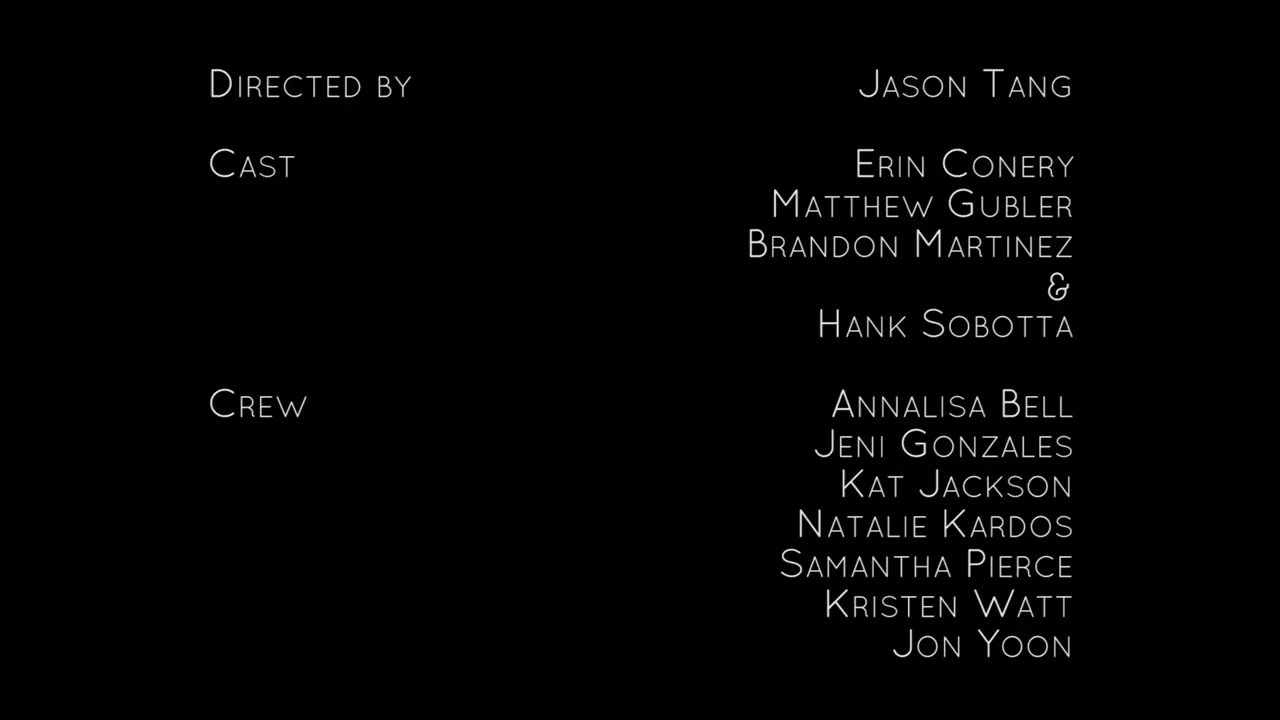 Directed by Jason Tang
Cast Erin Conery
Matthew Gubler
Brandon Martinez
&
Hank Sobotta
Crew Annalisa Bell
Jeni Gonzales
Kat Jackson
Natalie Kardos
Samantha Pierce
Kristen Watt
Jon Yoon